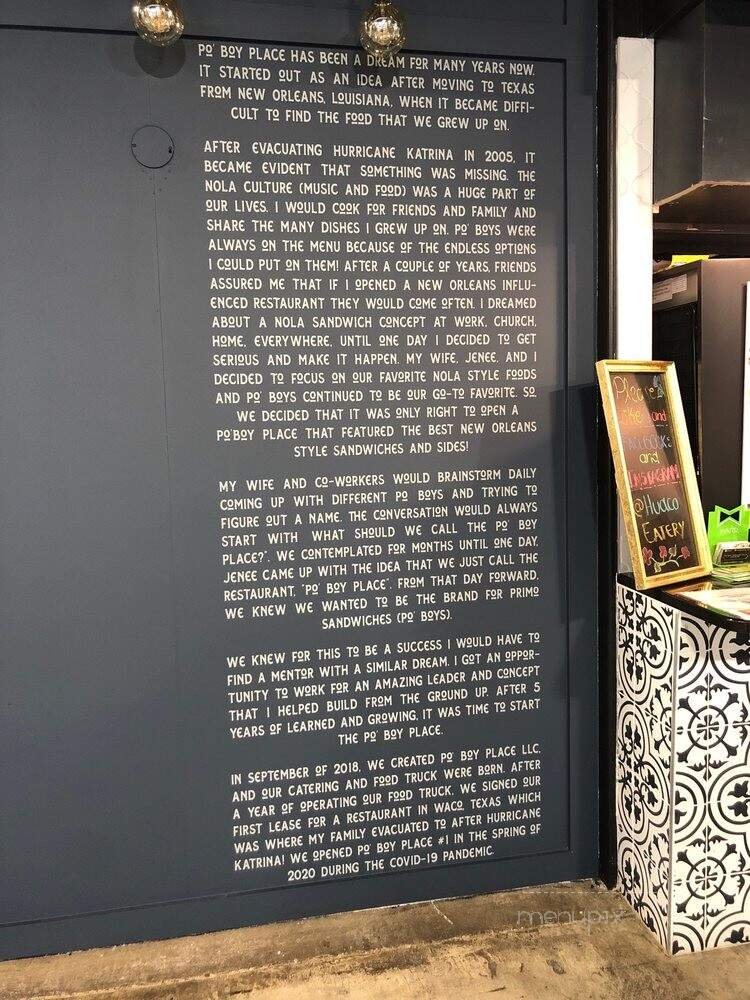 PO' BOY PLACE HAS BEEN A DREAM FOR MANY YEARS NOW.
IT STARTED OUT AS AN IDEA AFTER MOVING TO TEXAS
FROM NEW ORLEANS, LOUISIANA, WHEN IT BECAME DIFFI-
CULT TO FIND THE FOOD THAT WE GREW UP ON.
AFTER EVACUATING HURRICANE KATRINA IN 2005, IT
BECAME EVIDENT THAT SOMETHING WAS MISSING. THE
NOLA CULTURE (MUSIC AND FOOD) WAS A HUGE PART OF
OUR LIVES. I WOULD COOK FOR FRIENDS AND FAMILY AND
SHARE THE MANY DISHES I GREW UP ON. PO' BOYS WERE
ALWAYS ON THE MENU BECAUSE OF THE ENDLESS OPTIONS
I COULD PUT ON THEM! AFTER A COUPLE OF YEARS, FRIENDS
ASSURED ME THAT IF I OPENED A NEW ORLEANS INFLU-
ENCED RESTAURANT THEY WOULD COME OFTEN. I DREAMED
ABOUT A NOLA SANDWICH CONCEPT AT WORK, CHURCH,
HOME, EVERYWHERE, UNTIL ONE DAY I DECIDED TO GET
SERIOUS AND MAKE IT HAPPEN. MY WIFE, JENEE, AND I
DECIDED TO FOCUS ON OUR FAVORITE NOLA STYLE FOODS
AND PO' BOYS CONTINUED TO BE OUR GO-TO FAVORITE. SO,
WE DECIDED THAT IT WAS ONLY RIGHT TO OPEN A
PO'BOY PLACE THAT FEATURED THE BEST NEW ORLEANS
STYLE SANDWICHES AND SIDES!
MY WIFE AND CO-WORKERS WOULD BRAINSTORM DAILY
COMING UP WITH DIFFERENT PO' BOYS AND TRYING TO
FIGURE OUT A NAME. THE CONVERSATION WOULD ALWAYS
START WITH WHAT SHOULD WE CALL THE PO' BOY
PLACE?". WE CONTEMPLATED FOR MONTHS UNTIL ONE DAY,
JENEE CAME UP WITH THE IDEA THAT WE JUST CALL THE
RESTAURANT, "PO' BOY PLACE". FROM THAT DAY FORWARD,
WE KNEW WE WANTED TO BE THE BRAND FOR PRIMO
SANDWICHES (PO' BOYS).
WE KNEW FOR THIS TO BE A SUCCESS I WOULD HAVE TO
FIND A MENTOR WITH A SIMILAR DREAM. I GOT AN OPPOR-
TUNITY TO WORK FOR AN AMAZING LEADER AND CONCEPT
THAT I HELPED BUILD FROM THE GROUND UP. AFTER 5
YEARS OF LEARNED AND GROWING, IT WAS TIME TO START
THE PO' BOY PLACE.
IN SEPTEMBER OF 2018, WE CREATED PO' BOY PLACE LLC,
AND OUR CATERING AND FOOD TRUCK WERE BORN. AFTER
A YEAR OF OPERATING OUR FOOD TRUCK, WE SIGNED OUR
FIRST LEASE FOR A RESTAURANT IN WACO, TEXAS WHICH
WAS WHERE MY FAMILY EVACUATED TO AFTER HURRICANE
KATRINA! WE OPENED PO' BOY PLACE #1 IN THE SPRING OF
2020 DURING THE COVID-19 PANDEMIC.
Please
like and
FACEBOOK
and
INSTAGRAM
@Huaco
EATERY
menupix